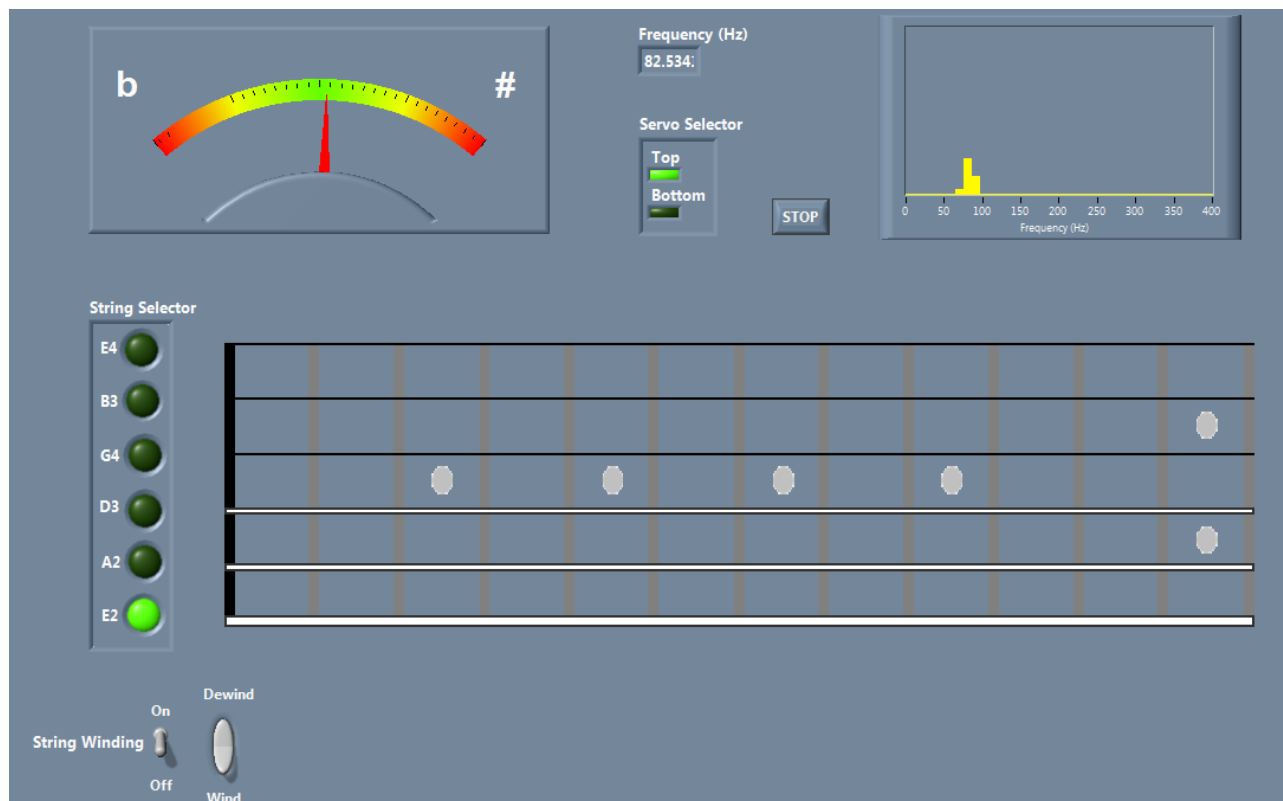 b
#
Frequency (Hz)
82.534
Servo Selector
Top
Bottom
STOP
0 50 100 150 200 250 300 350 400
Frequency (Hz)
String Selector
E4
B3
G4
D3
A2
E2
Dewind
On
String Winding
Off
Wind